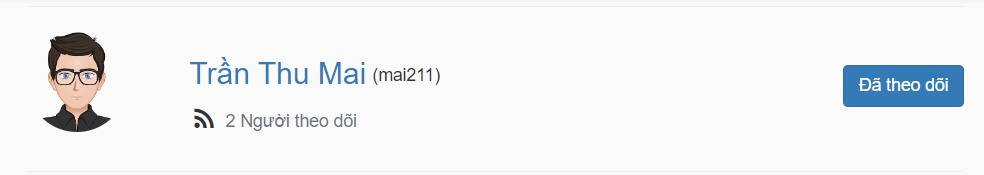 Trần Thu Mai (mai211)
Đã theo dõi
2 Người theo dõi